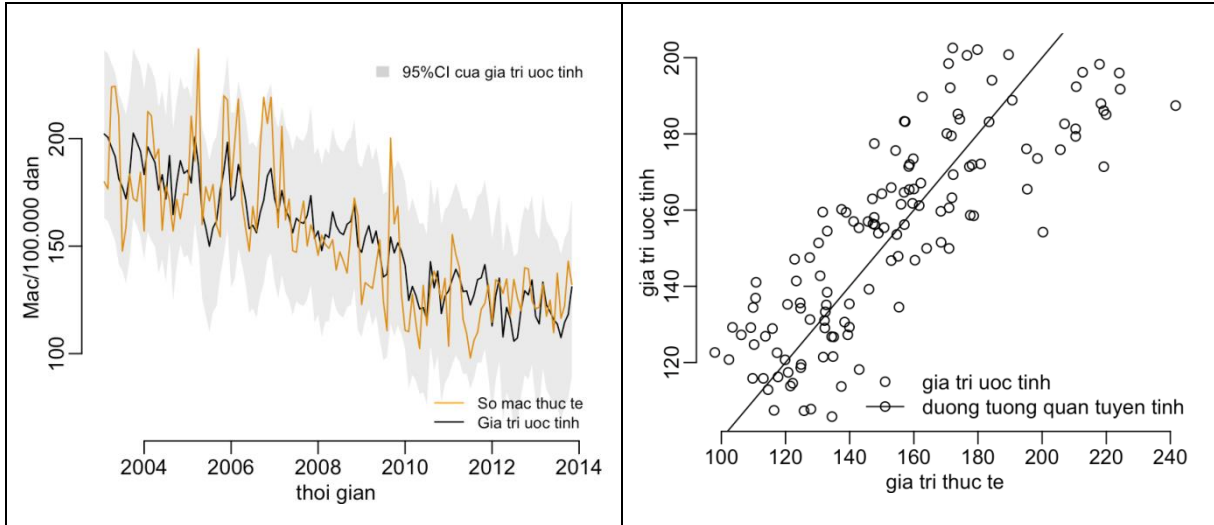 95%CI cua gia tri uoc tinh
Mac/100.000 dan
200
150
100
So mac thuc te
Gia tri uoc tinh
2004 2006 2008 2010 2012 2014
thoi gian
gia tri uoc tinh
200
180
160
140
120
gia tri uoc tinh
duong tuong quan tuyen tinh
100 120 140 160 180 200 220 240
gia tri thuc te